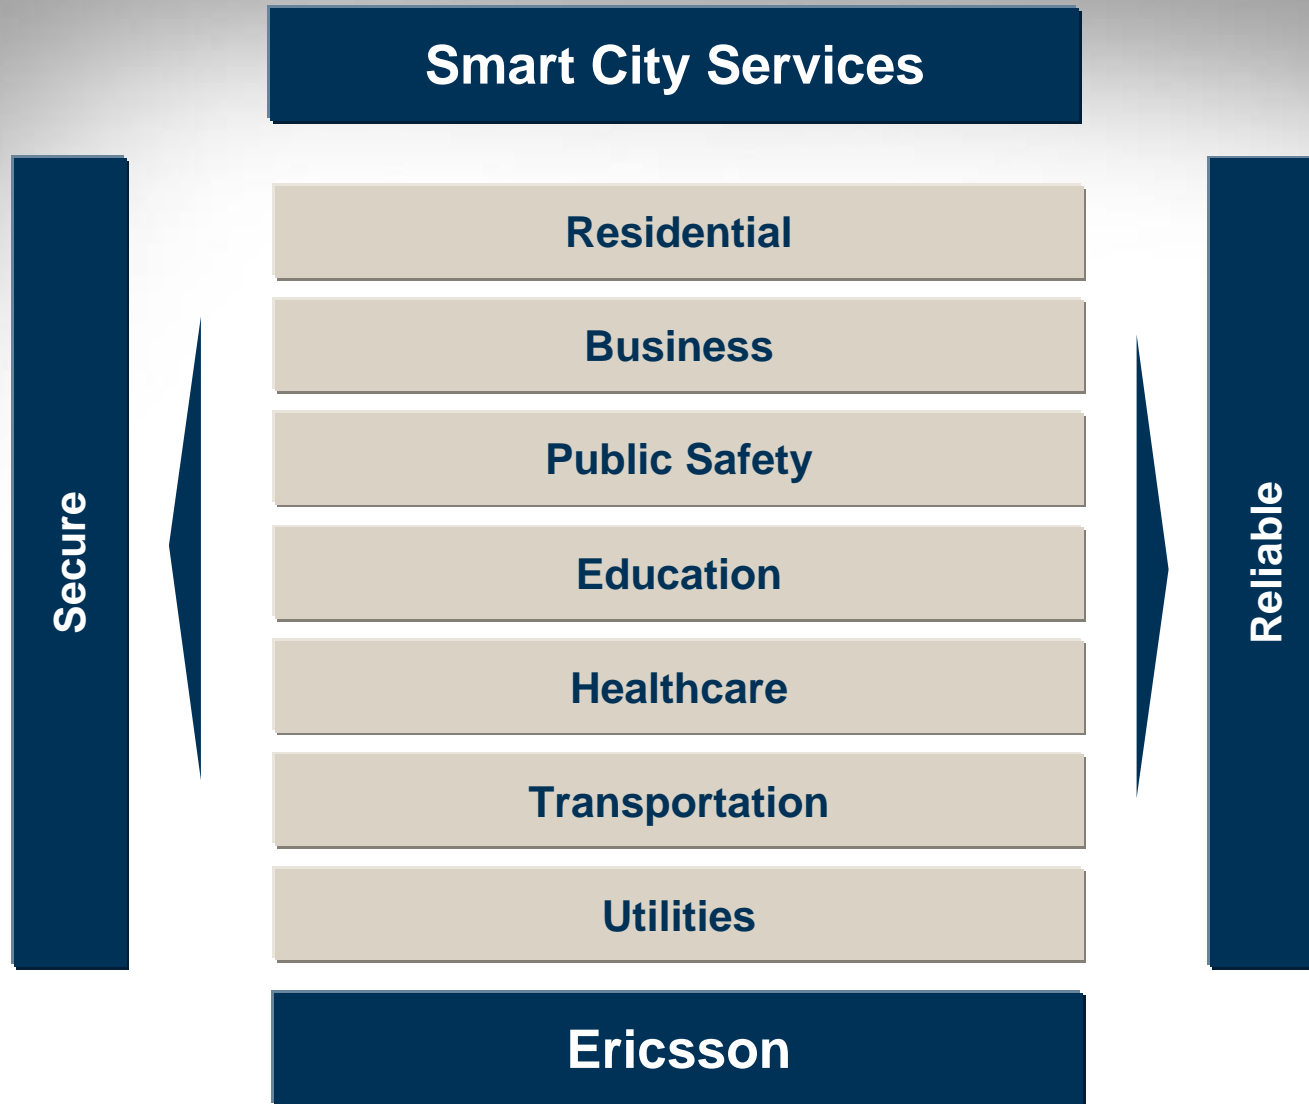 Smart City Services
Residential
Business
Public Safety
Education
Healthcare
Transportation
Utilities
Ericsson
Secure
Reliable